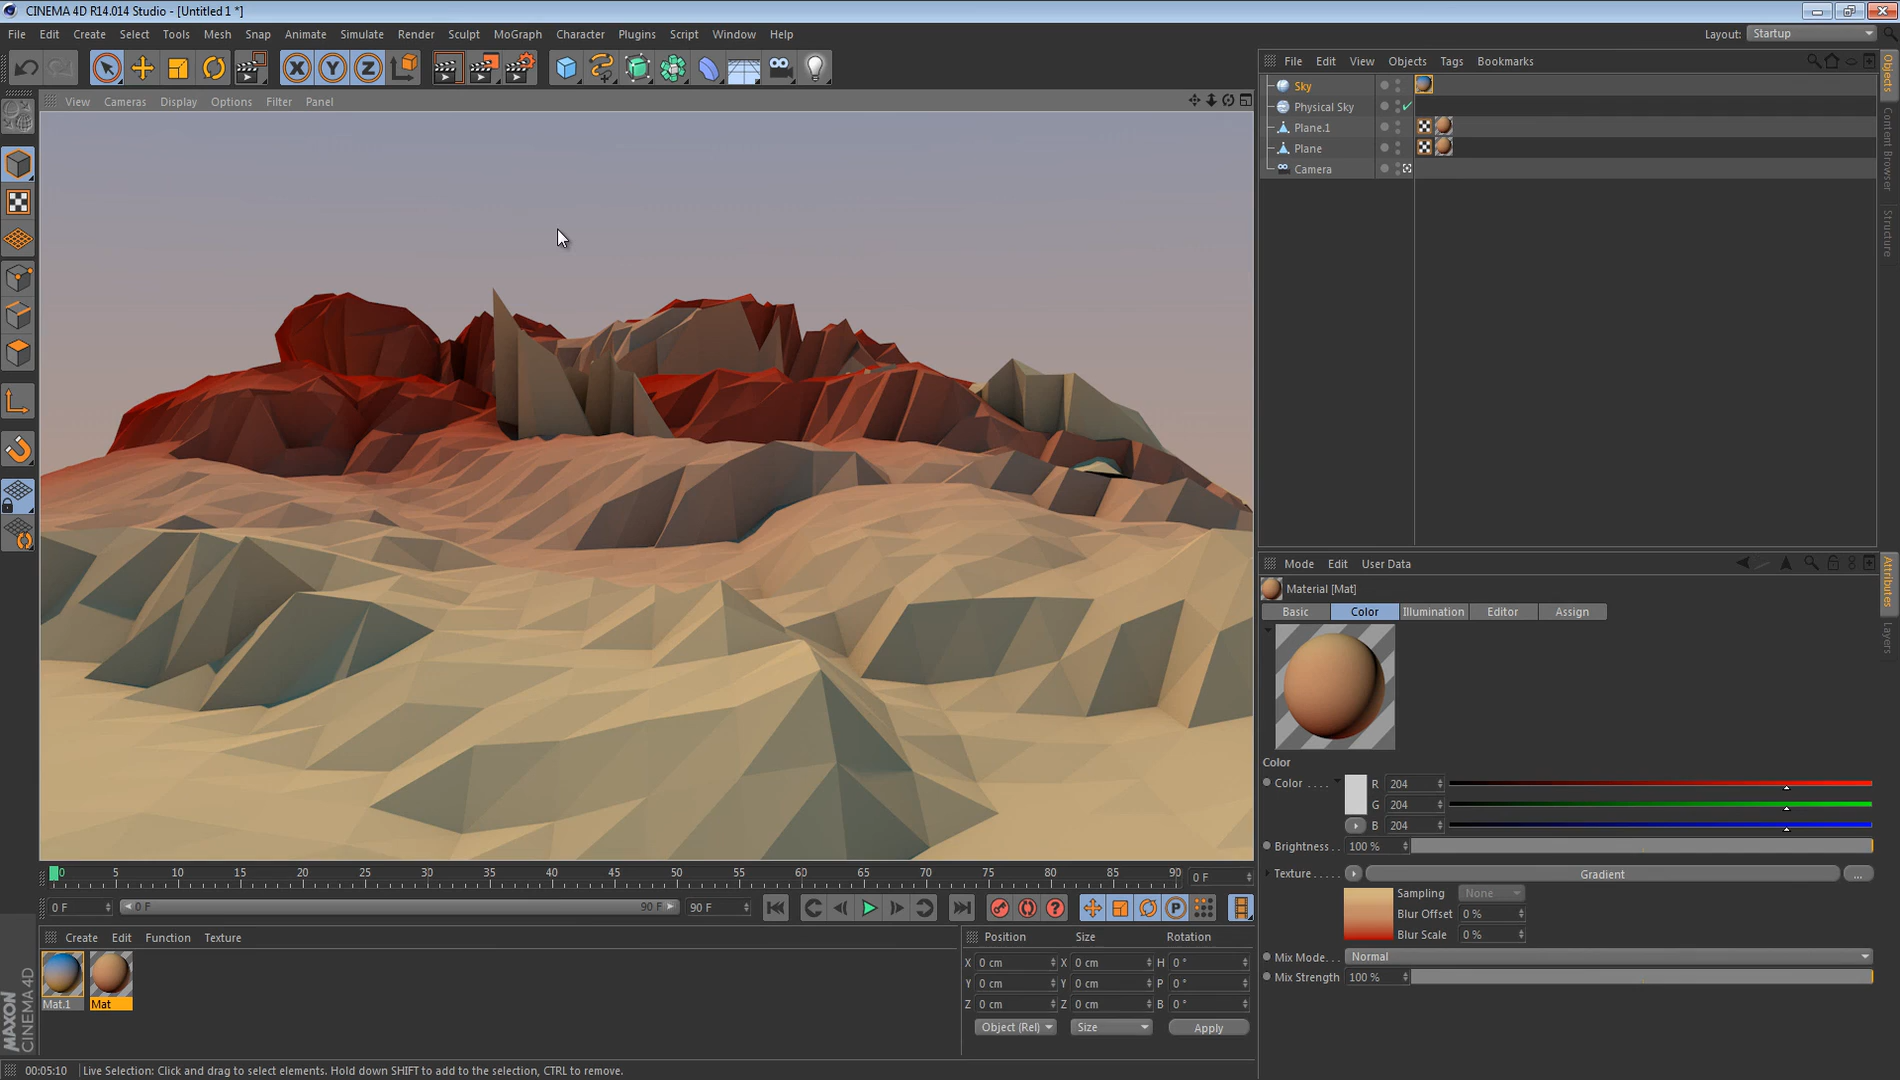 CINEMA 4D R14.014 Studio - [Untitled 1 *]
File Edit Create Select Tools Mesh Snap Animate Simulate Render Sculpt MoGraph Character Plugins Script Window Help
Layout: Startup
X Y Z
View Cameras Display Options Filter Panel
File Edit View Objects Tags Bookmarks
Sky
Physical Sky
Plane.1
Plane
Camera
Objects
Content Browser
Structure
Mode Edit User Data
Material [Mat]
Basic Color Illumination Editor Assign
Attributes
Layers
Color
Color . . . . R 204
G 204
B 204
Brightness . . 100 %
Texture . . . . . Gradient ...
Sampling None
Blur Offset 0 %
Blur Scale 0 %
Mix Mode. . Normal
Mix Strength 100 %
0 5 10 15 20 25 30 35 40 45 50 55 60 65 70 75 80 85 90 0 F
0 F 0 F 90 F 90 F
P
Create Edit Function Texture
Mat.1 Mat
Position Size Rotation
X 0 cm X 0 cm H 0 °
Y 0 cm Y 0 cm P 0 °
Z 0 cm Z 0 cm B 0 °
Object (Rel) Size Apply
MAXON
CINEMA 4D
00:05:10 Live Selection: Click and drag to select elements. Hold down SHIFT to add to the selection, CTRL to remove.